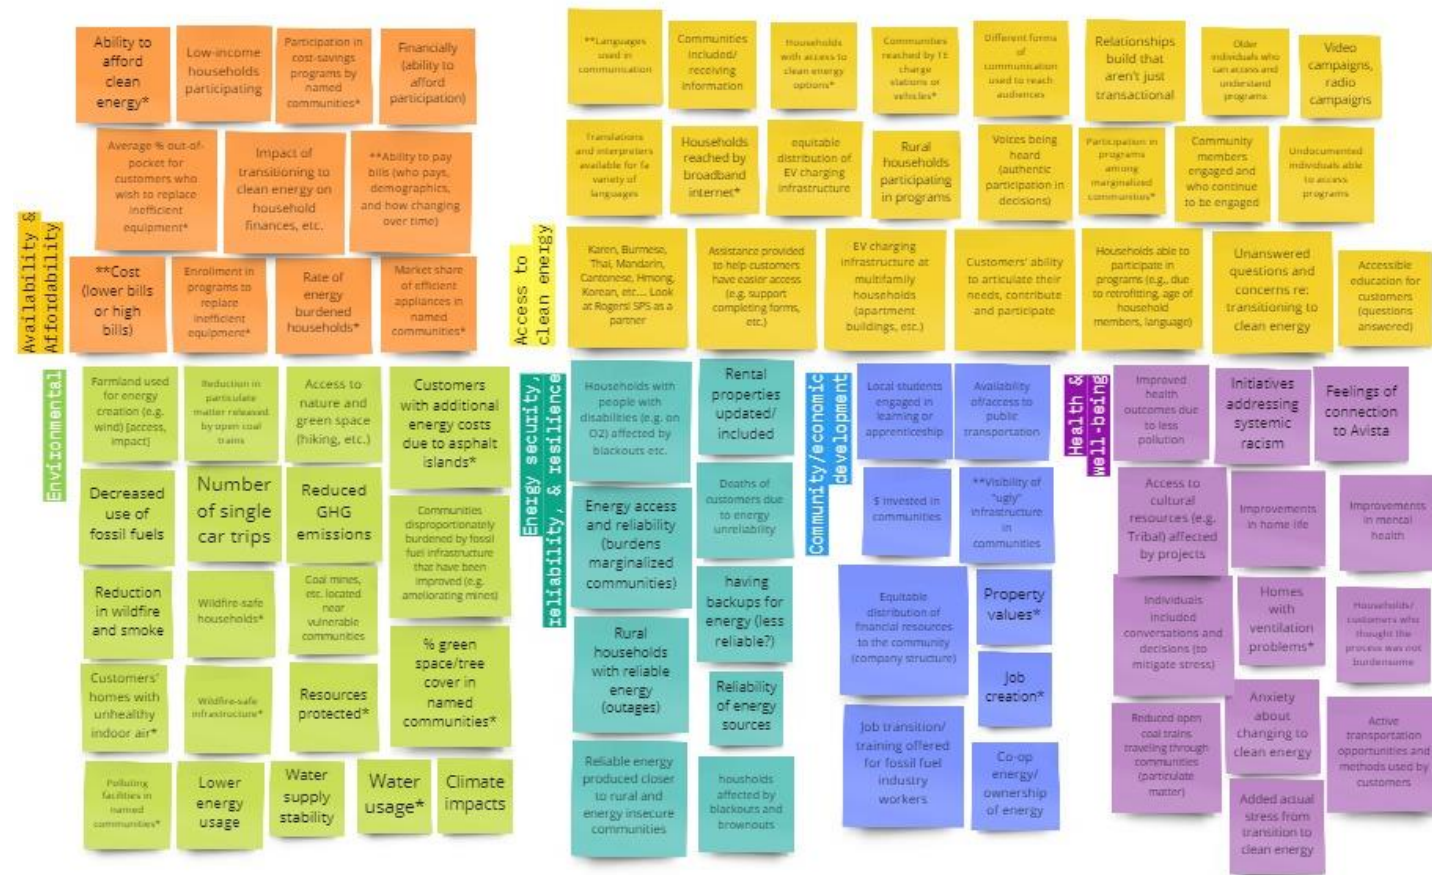 Availability &
Affordability
Ability to
afford
clean
energy*
Low-income
households
participating
Participation in
cost-savings
programs by
named
communities*
Financially
(ability to
afford
participation)
Average % out-of-
pocket for
customers who
wish to replace
inefficient
equipment*
Impact of
transitioning to
clean energy on
household
finances, etc.
**Ability to pay
bills (who pays,
demographics,
and how changing
over time)
**Cost
(lower bills
or high
bills)
Enrollment in
programs to
replace
inefficient
equipment*
Rate of
energy
burdened
households*
Market share
of efficient
appliances in
named
communities*
Access to
clean energy
**Languages
used in
communication
Communities
included/
receiving
information
Households
with access to
clean energy
options*
Communities
reached by TE
charge
stations or
vehicles*
Different forms
of
communication
used to reach
audiences
Relationships
build that
aren't just
transactional
Older
individuals who
can access and
understand
programs
Video
campaigns,
radio
campaigns
Translations
and interpreters
available for fa
variety of
languages
Households
reached by
broadband
internet*
equitable
distribution of
EV charging
infrastructure
Rural
households
participating
in programs
Voices being
heard
(authentic
participation in
decisions)
Participation in
programs
among
marginalized
communities*
Community
members
engaged and
who continue
to be engaged
Undocumented
individuals able
to access
programs
Karen, Burmese,
Thai, Mandarin,
Cantonese, Hmong,
Korean, etc.... Look
at Rogers! SPS as a
partner
Assistance provided
to help customers
have easier access
(e.g. support
completing forms,
etc.)
EV charging
infrastructure at
multifamily
households
(apartment
buildings, etc.)
Customers' ability
to articulate their
needs, contribute
and participate
Households able to
participate in
programs (e.g., due
to retrofitting, age of
household
members, language)
Unanswered
questions and
concerns re:
transitioning to
clean energy
Accessible
education for
customers
(questions
answered)
Environmental
Farmland used
for energy
creation (e.g.
wind) [access,
impact]
Reduction in
particulate
matter released
by open coal
trains
Access to
nature and
green space
(hiking, etc.)
Customers
with additional
energy costs
due to asphalt
islands*
Decreased
use of
fossil fuels
Number
of single
car trips
Reduced
GHG
emissions
Communities
disproportionately
burdened by fossil
fuel infrastructure
that have been
improved (e.g.
ameliorating mines)
Reduction
in wildfire
and smoke
Wildfire-safe
households*
Coal mines,
etc. located
near
vulnerable
communities
% green
space/tree
cover in
named
communities*
Customers'
homes with
unhealthy
indoor air*
Wildfire-safe
infrastructure*
Resources
protected*
Polluting
facilities in
named
communities*
Lower
energy
usage
Water
supply
stability
Water
usage*
Climate
impacts
Energy security,
reliability, & resilience
Households with
people with
disabilities (e.g. on
O2) affected by
blackouts etc.
Rental
properties
updated/
included
Energy access
and reliability
(burdens
marginalized
communities)
Deaths of
customers due
to energy
unreliability
having
backups for
energy (less
reliable?)
Rural
households
with reliable
energy
(outages)
Reliability
of energy
sources
Reliable energy
produced closer
to rural and
energy insecure
communities
housholds
affected by
blackouts and
brownouts
Community/economic
development
Local students
engaged in
learning or
apprenticeship
Availability
of/access to
public
transportation
$ invested in
communities
**Visibility of
"ugly"
infrastructure
in
communities
Equitable
distribution of
financial resources
to the community
(company structure)
Property
values*
Job
creation*
Job transition/
training offered
for fossil fuel
industry
workers
Co-op
energy/
ownership
of energy
Health &
well-being
Improved
health
outcomes due
to less
pollution
Initiatives
addressing
systemic
racism
Feelings of
connection
to Avista
Access to
cultural
resources (e.g.
Tribal) affected
by projects
Improvements
in home life
Improvements
in mental
health
Individuals
included
conversations and
decisions (to
mitigate stress)
Homes
with
ventilation
problems*
Households/
customers who
thought the
process was not
burdensome
Reduced open
coal trains
traveling through
communities
(particulate
matter)
Anxiety
about
changing to
clean energy
Active
transportation
opportunities and
methods used by
customers
Added actual
stress from
transition to
clean energy